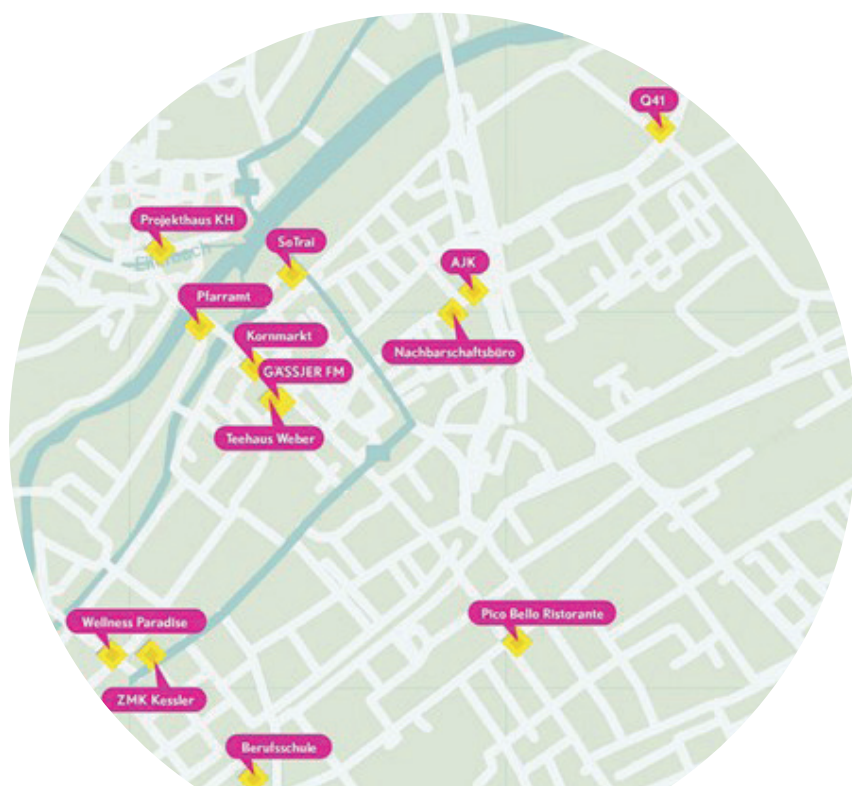 Q41
Projekthaus KH
Ellerbach
SoTrai
AJK
Pfarramt
Kornmarkt
Nachbarschaftsbüro
GÄSSJER FM
Teehaus Weber
Pico Bello Ristorante
Wellness Paradise
ZMK Kessler
Berufsschule